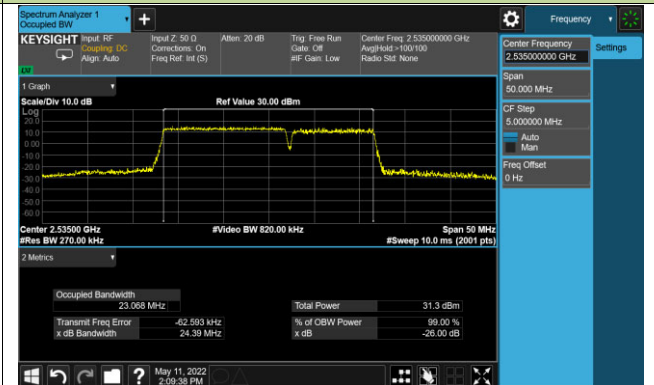 Spectrum Analyzer 1
Occupied BW
Frequency
KEYSIGHT
Input: RF
Coupling: DC
Align: Auto
Input Z: 50 Ω
Corrections: On
Freq Ref: Int (S)
Atten: 20 dB
Trig: Free Run
Gate: Off
#IF Gain: Low
Center Freq: 2.535000000 GHz
Avg|Hold:>100/100
Radio Std: None
Center Frequency
2.535000000 GHz
Settings
Span
50.000 MHz
CF Step
5.000000 MHz
Auto
Man
Freq Offset
0 Hz
1 Graph
Scale/Div 10.0 dB
Ref Value 30.00 dBm
Log
20.0
10.0
0.00
-10.0
-20.0
-30.0
-40.0
-50.0
-60.0
Center 2.53500 GHz
#Video BW 820.00 kHz
Span 50 MHz
#Res BW 270.00 kHz
#Sweep 10.0 ms (2001 pts)
2 Metrics
Occupied Bandwidth
23.068 MHz
Total Power
31.3 dBm
Transmit Freq Error
-62.593 kHz
% of OBW Power
99.00 %
x dB Bandwidth
24.39 MHz
x dB
-26.00 dB
May 11, 2022
2:09:38 PM